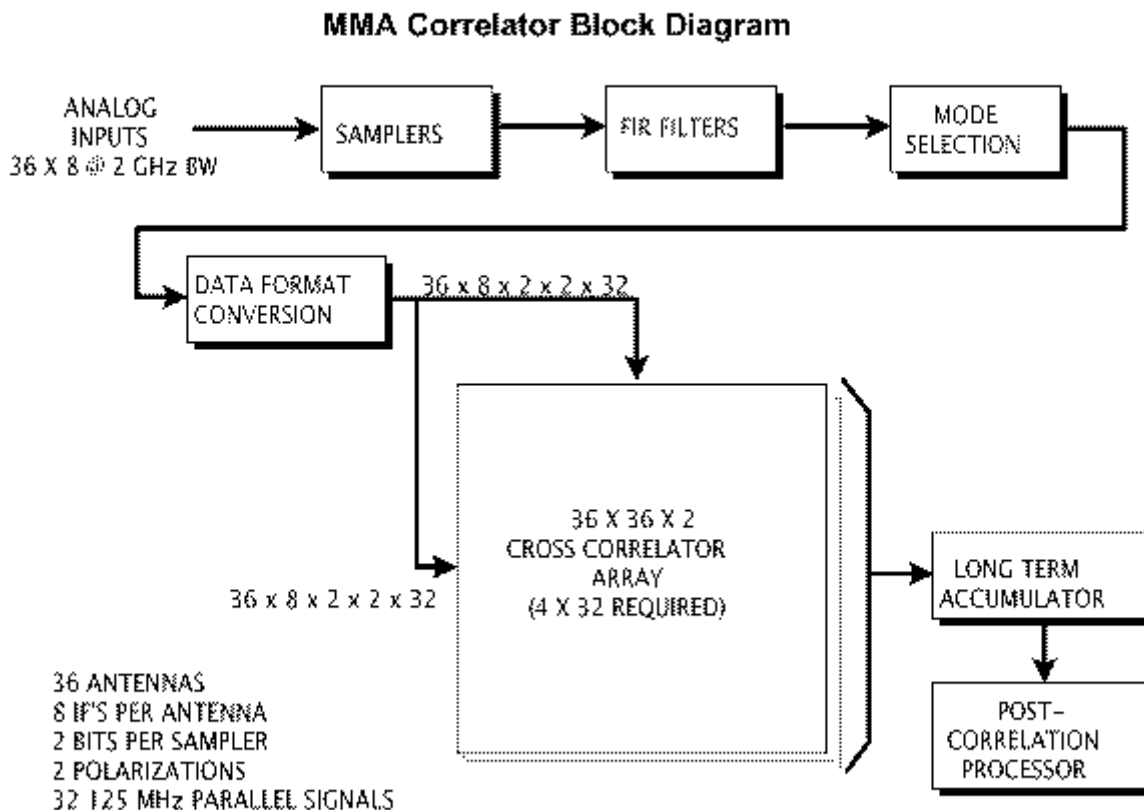 MMA Correlator Block Diagram
ANALOG
INPUTS
36 X 8 @ 2 GHz BW
SAMPLERS
FIR FILTERS
MODE
SELECTION
DATA FORMAT
CONVERSION
36 x 8 x 2 x 2 x 32
36 X 36 X 2
CROSS CORRELATOR
ARRAY
(4 X 32 REQUIRED)
36 x 8 x 2 x 2 x 32
LONG TERM
ACCUMULATOR
POST-
CORRELATION
PROCESSOR
36 ANTENNAS
8 IF'S PER ANTENNA
2 BITS PER SAMPLER
2 POLARIZATIONS
32 125 MHz PARALLEL SIGNALS